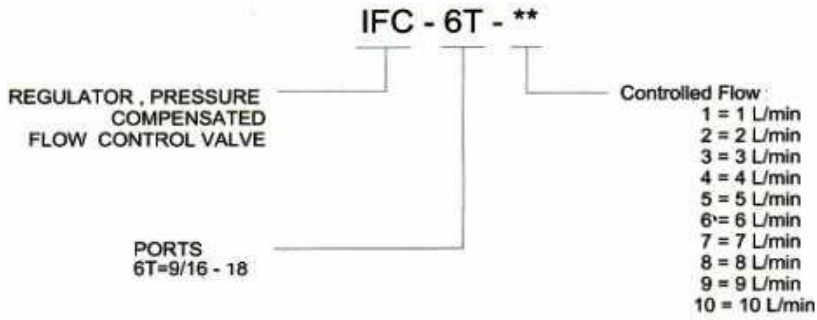 IFC - 6T - **
REGULATOR , PRESSURE
COMPENSATED
FLOW CONTROL VALVE
Controlled Flow
1 = 1 L/min
2 = 2 L/min
3 = 3 L/min
4 = 4 L/min
5 = 5 L/min
6 = 6 L/min
7 = 7 L/min
8 = 8 L/min
9 = 9 L/min
10 = 10 L/min
PORTS
6T=9/16 - 18